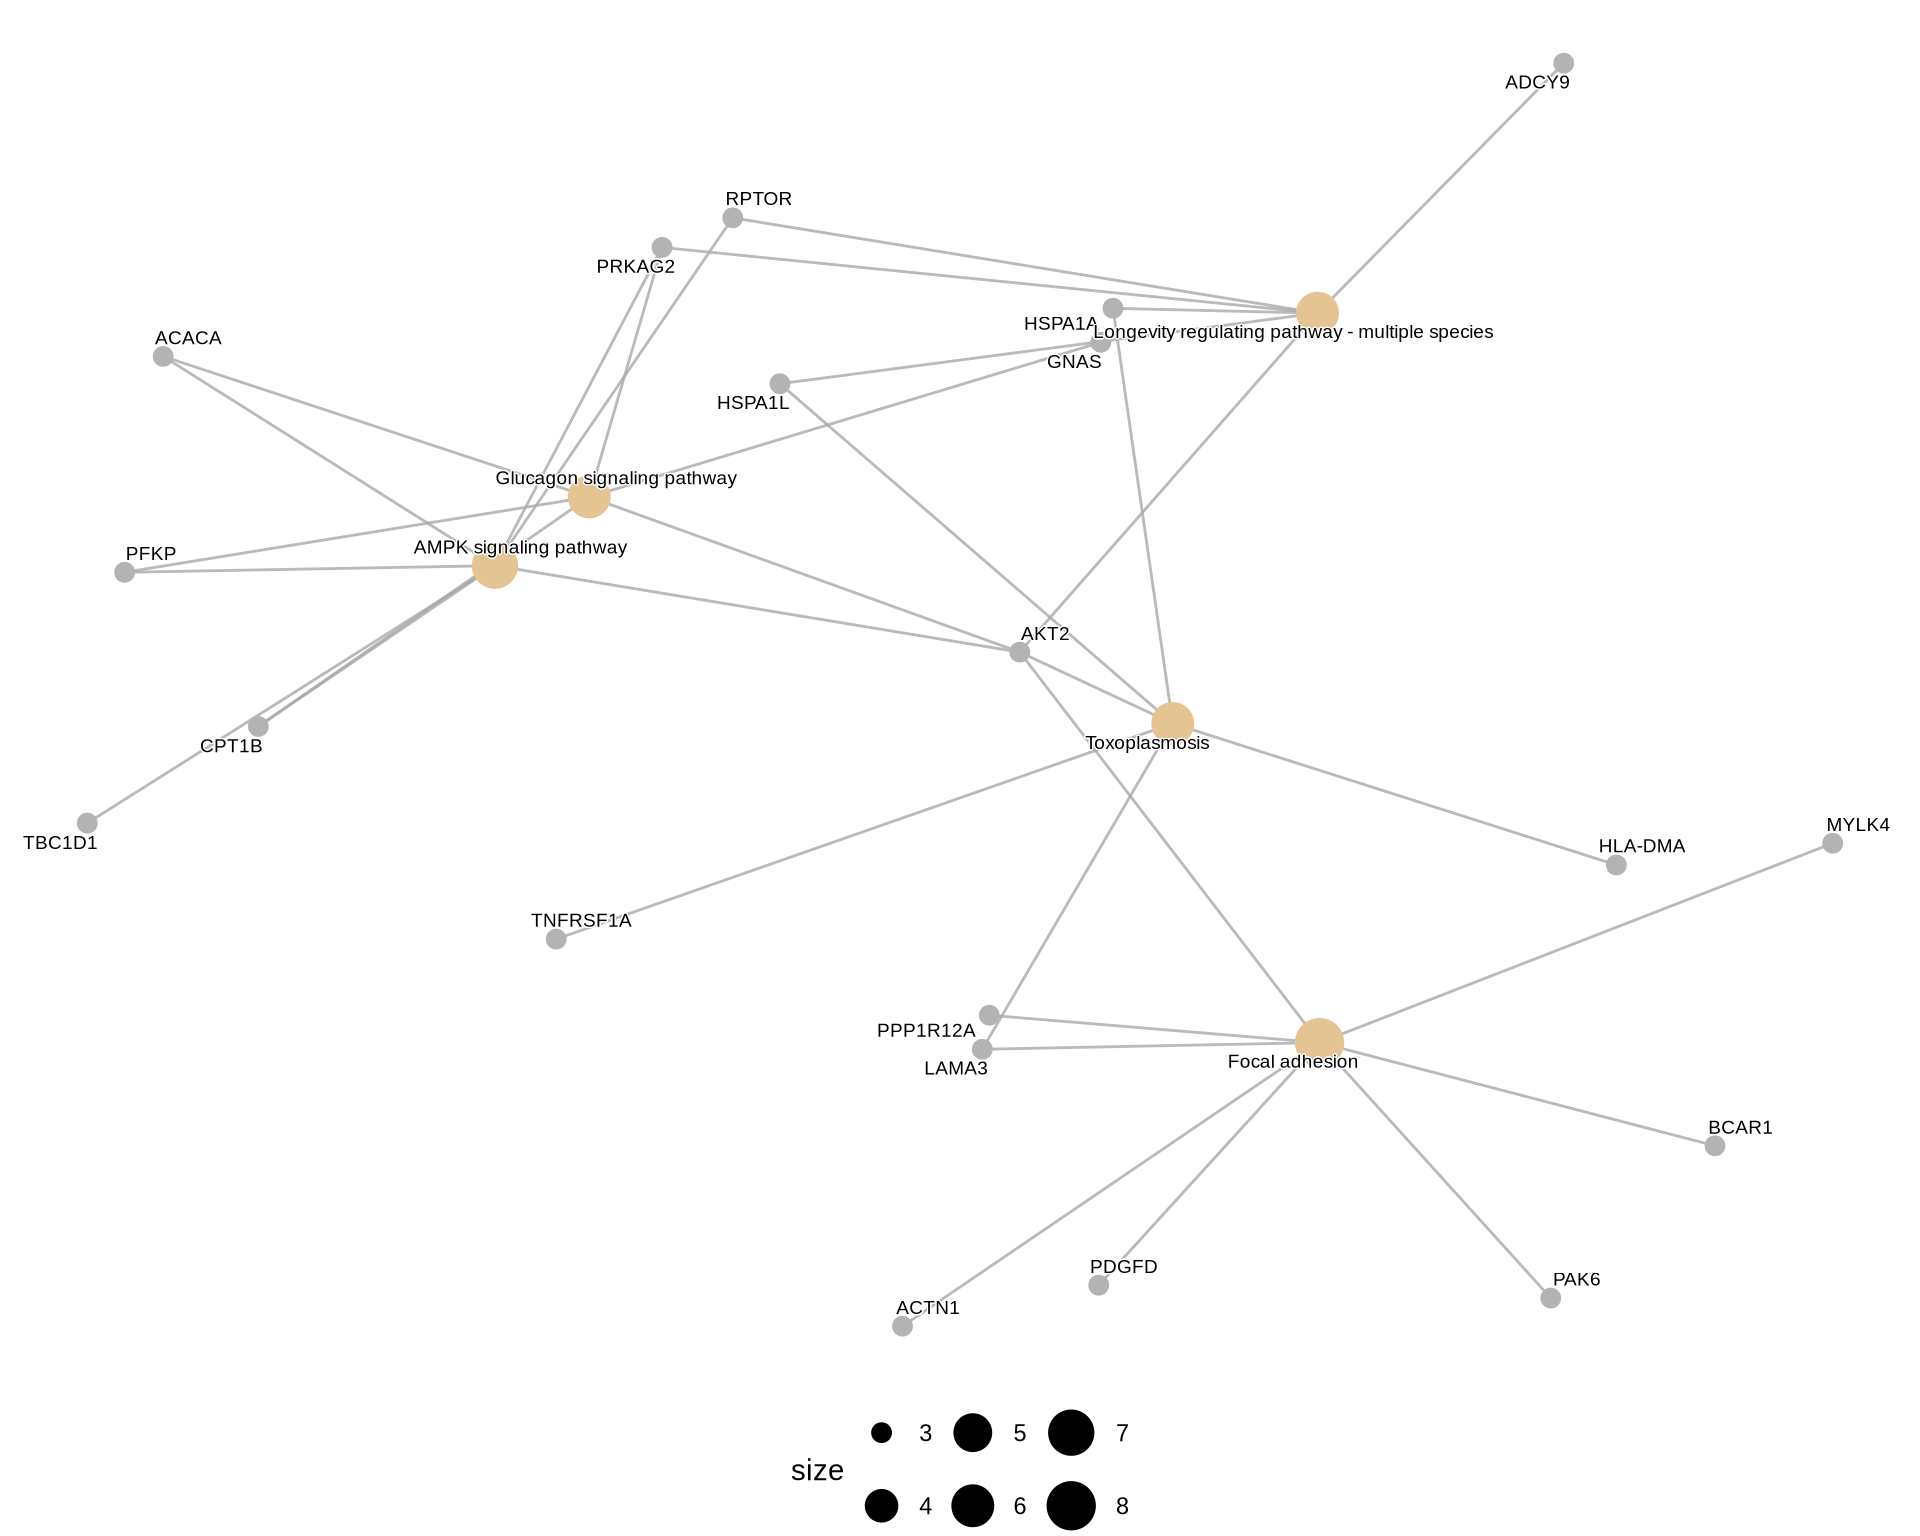 ADCY9
RPTOR
PRKAG2
HSPA1A
Longevity regulating pathway - multiple species
ACACA
GNAS
HSPA1L
Glucagon signaling pathway
AMPK signaling pathway
PFKP
AKT2
CPT1B
Toxoplasmosis
TBC1D1
MYLK4
HLA-DMA
TNFRSF1A
PPP1R12A
LAMA3
Focal adhesion
BCAR1
PDGFD
PAK6
ACTN1
3 5 7
size
4 6 8